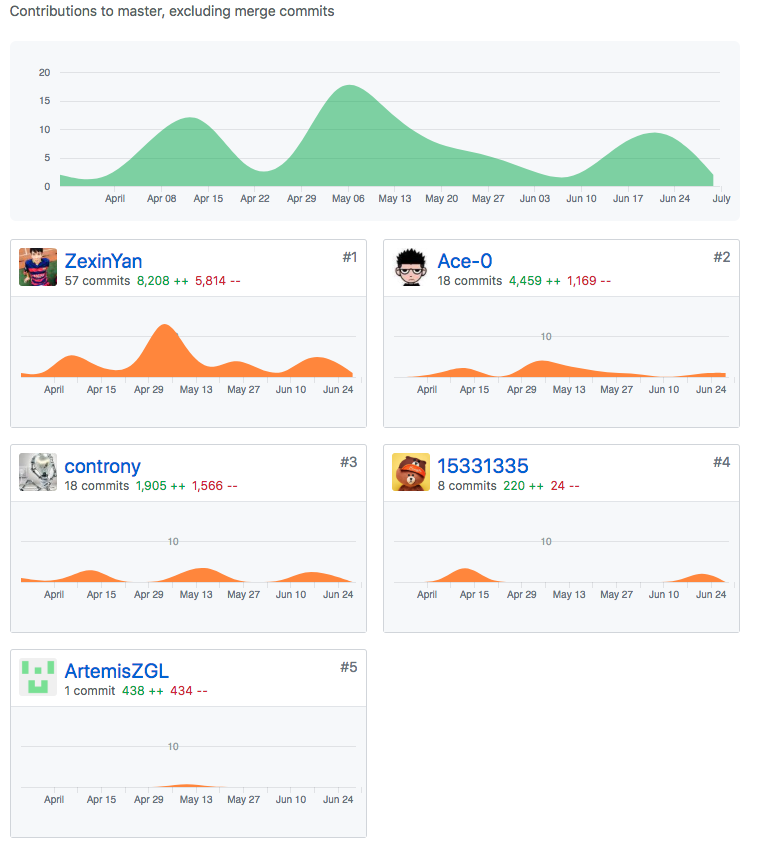 Contributions to master, excluding merge commits
20
15
10
5
0
April Apr 08 Apr 15 Apr 22 Apr 29 May 06 May 13 May 20 May 27 Jun 03 Jun 10 Jun 17 Jun 24 July
ZexinYan #1
57 commits 8,208 ++ 5,814 --
April Apr 15 Apr 29 May 13 May 27 Jun 10 Jun 24
Ace-0 #2
18 commits 4,459 ++ 1,169 --
10
April Apr 15 Apr 29 May 13 May 27 Jun 10 Jun 24
controny #3
18 commits 1,905 ++ 1,566 --
10
April Apr 15 Apr 29 May 13 May 27 Jun 10 Jun 24
15331335 #4
8 commits 220 ++ 24 --
10
April Apr 15 Apr 29 May 13 May 27 Jun 10 Jun 24
ArtemisZGL #5
1 commit 438 ++ 434 --
10
April Apr 15 Apr 29 May 13 May 27 Jun 10 Jun 24